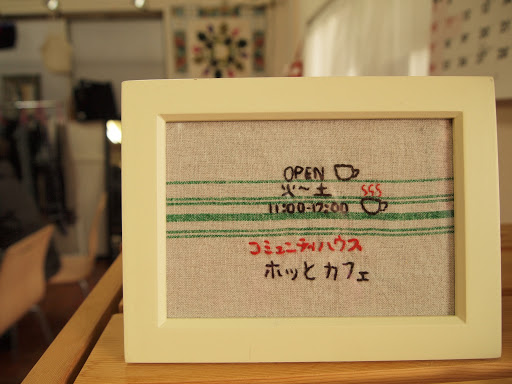 OPEN
火～土
11:00-17:00
コミュニティハウス
ホッとカフェ